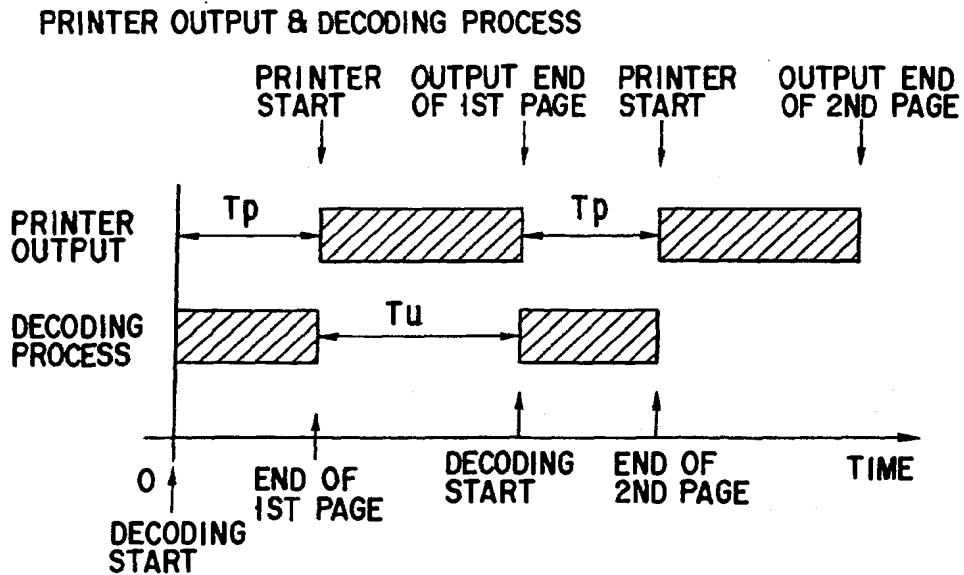 PRINTER OUTPUT & DECODING PROCESS
PRINTER
START
OUTPUT END
OF 1ST PAGE
PRINTER
START
OUTPUT END
OF 2ND PAGE
PRINTER
OUTPUT
Tp
Tp
DECODING
PROCESS
Tu
0
DECODING
START
END OF
1ST PAGE
DECODING
START
END OF
2ND PAGE
TIME